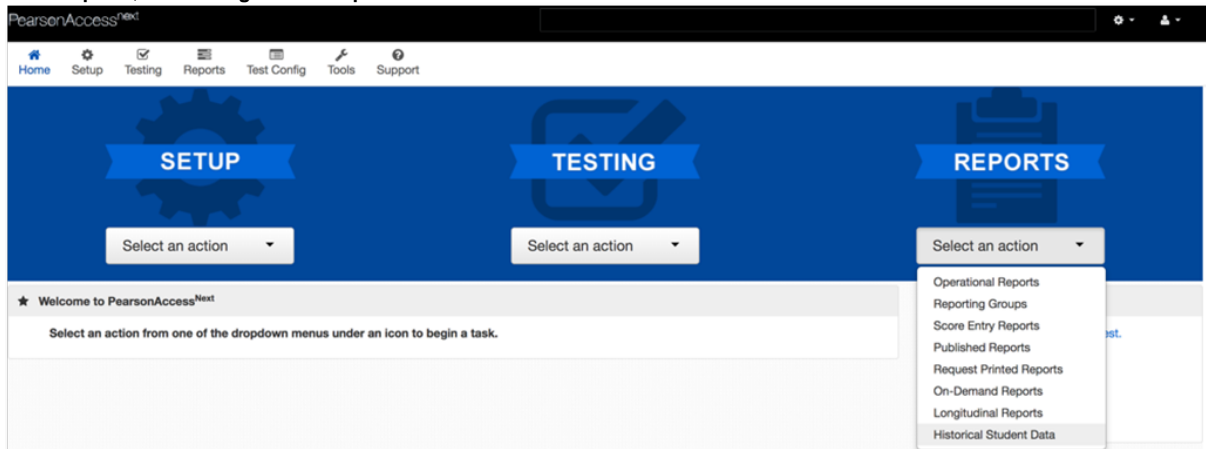 PearsonAccessnext
Home Setup Testing Reports Test Config Tools Support
SETUP TESTING REPORTS
Select an action Select an action Select an action
Operational Reports
Reporting Groups
Score Entry Reports
Published Reports
Request Printed Reports
On-Demand Reports
Longitudinal Reports
Historical Student Data
Welcome to PearsonAccessNext
Select an action from one of the dropdown menus under an icon to begin a task.